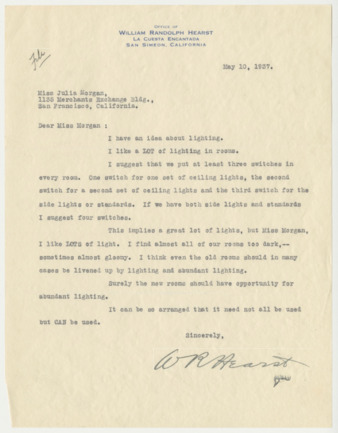 OFFICE OF
WILLIAM RANDOLPH HEARST
LA CUESTA ENCANTADA
SAN SIMEON, CALIFORNIA
File
May 10, 1927.
Miss Julia Morgan,
1135 Merchants Exchange Bldg.,
San Francisco, California.
Dear Miss Morgan :
I have an idea about lighting.
I like a LOT of lighting in rooms.
I suggest that we put at least three switches in
every room. One switch for one set of ceiling lights, the second
switch for a second set of ceiling lights and the third switch for the
side lights or standards. If we have both side lights and standards
I suggest four switches.
This implies a great lot of lights, but Miss Morgan,
I like LOTS of light. I find almost all of our rooms too dark,--
sometimes almost gloomy. I think even the old rooms should in many
cases be livened up by lighting and abundant lighting.
Surely the new rooms should have opportunity for
abundant lighting.
It can be so arranged that it need not all be used
but CAN be used.
Sincerely,
W R Hearst